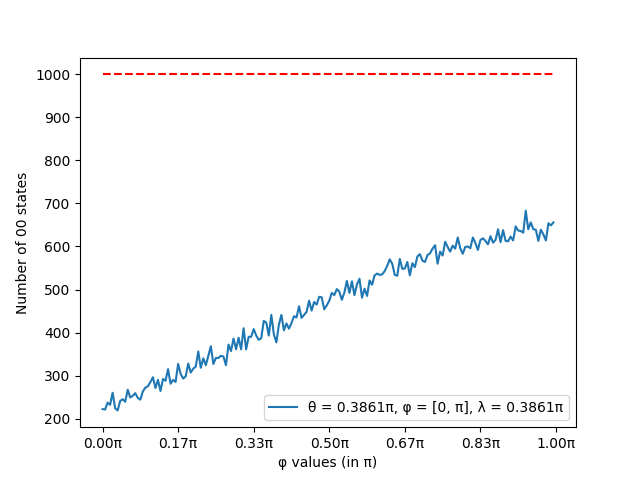 1000
900
800
700
600
500
400
300
200
Number of 00 states
θ = 0.3861π, φ = [0, π], λ = 0.3861π
0.00π 0.17π 0.33π 0.50π 0.67π 0.83π 1.00π
φ values (in π)